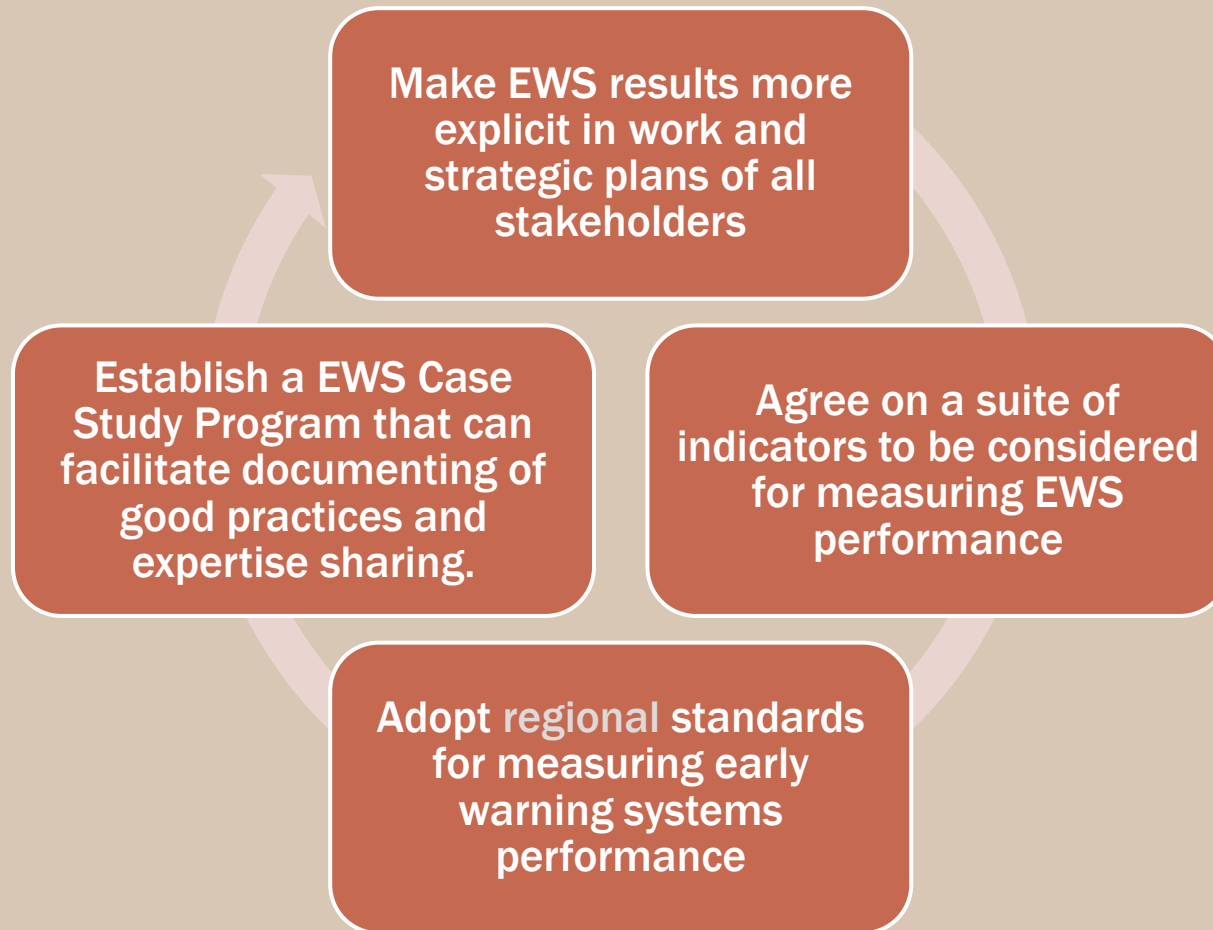 Make EWS results more
explicit in work and
strategic plans of all
stakeholders
Agree on a suite of
indicators to be considered
for measuring EWS
performance
Adopt regional standards
for measuring early
warning systems
performance
Establish a EWS Case
Study Program that can
facilitate documenting of
good practices and
expertise sharing.